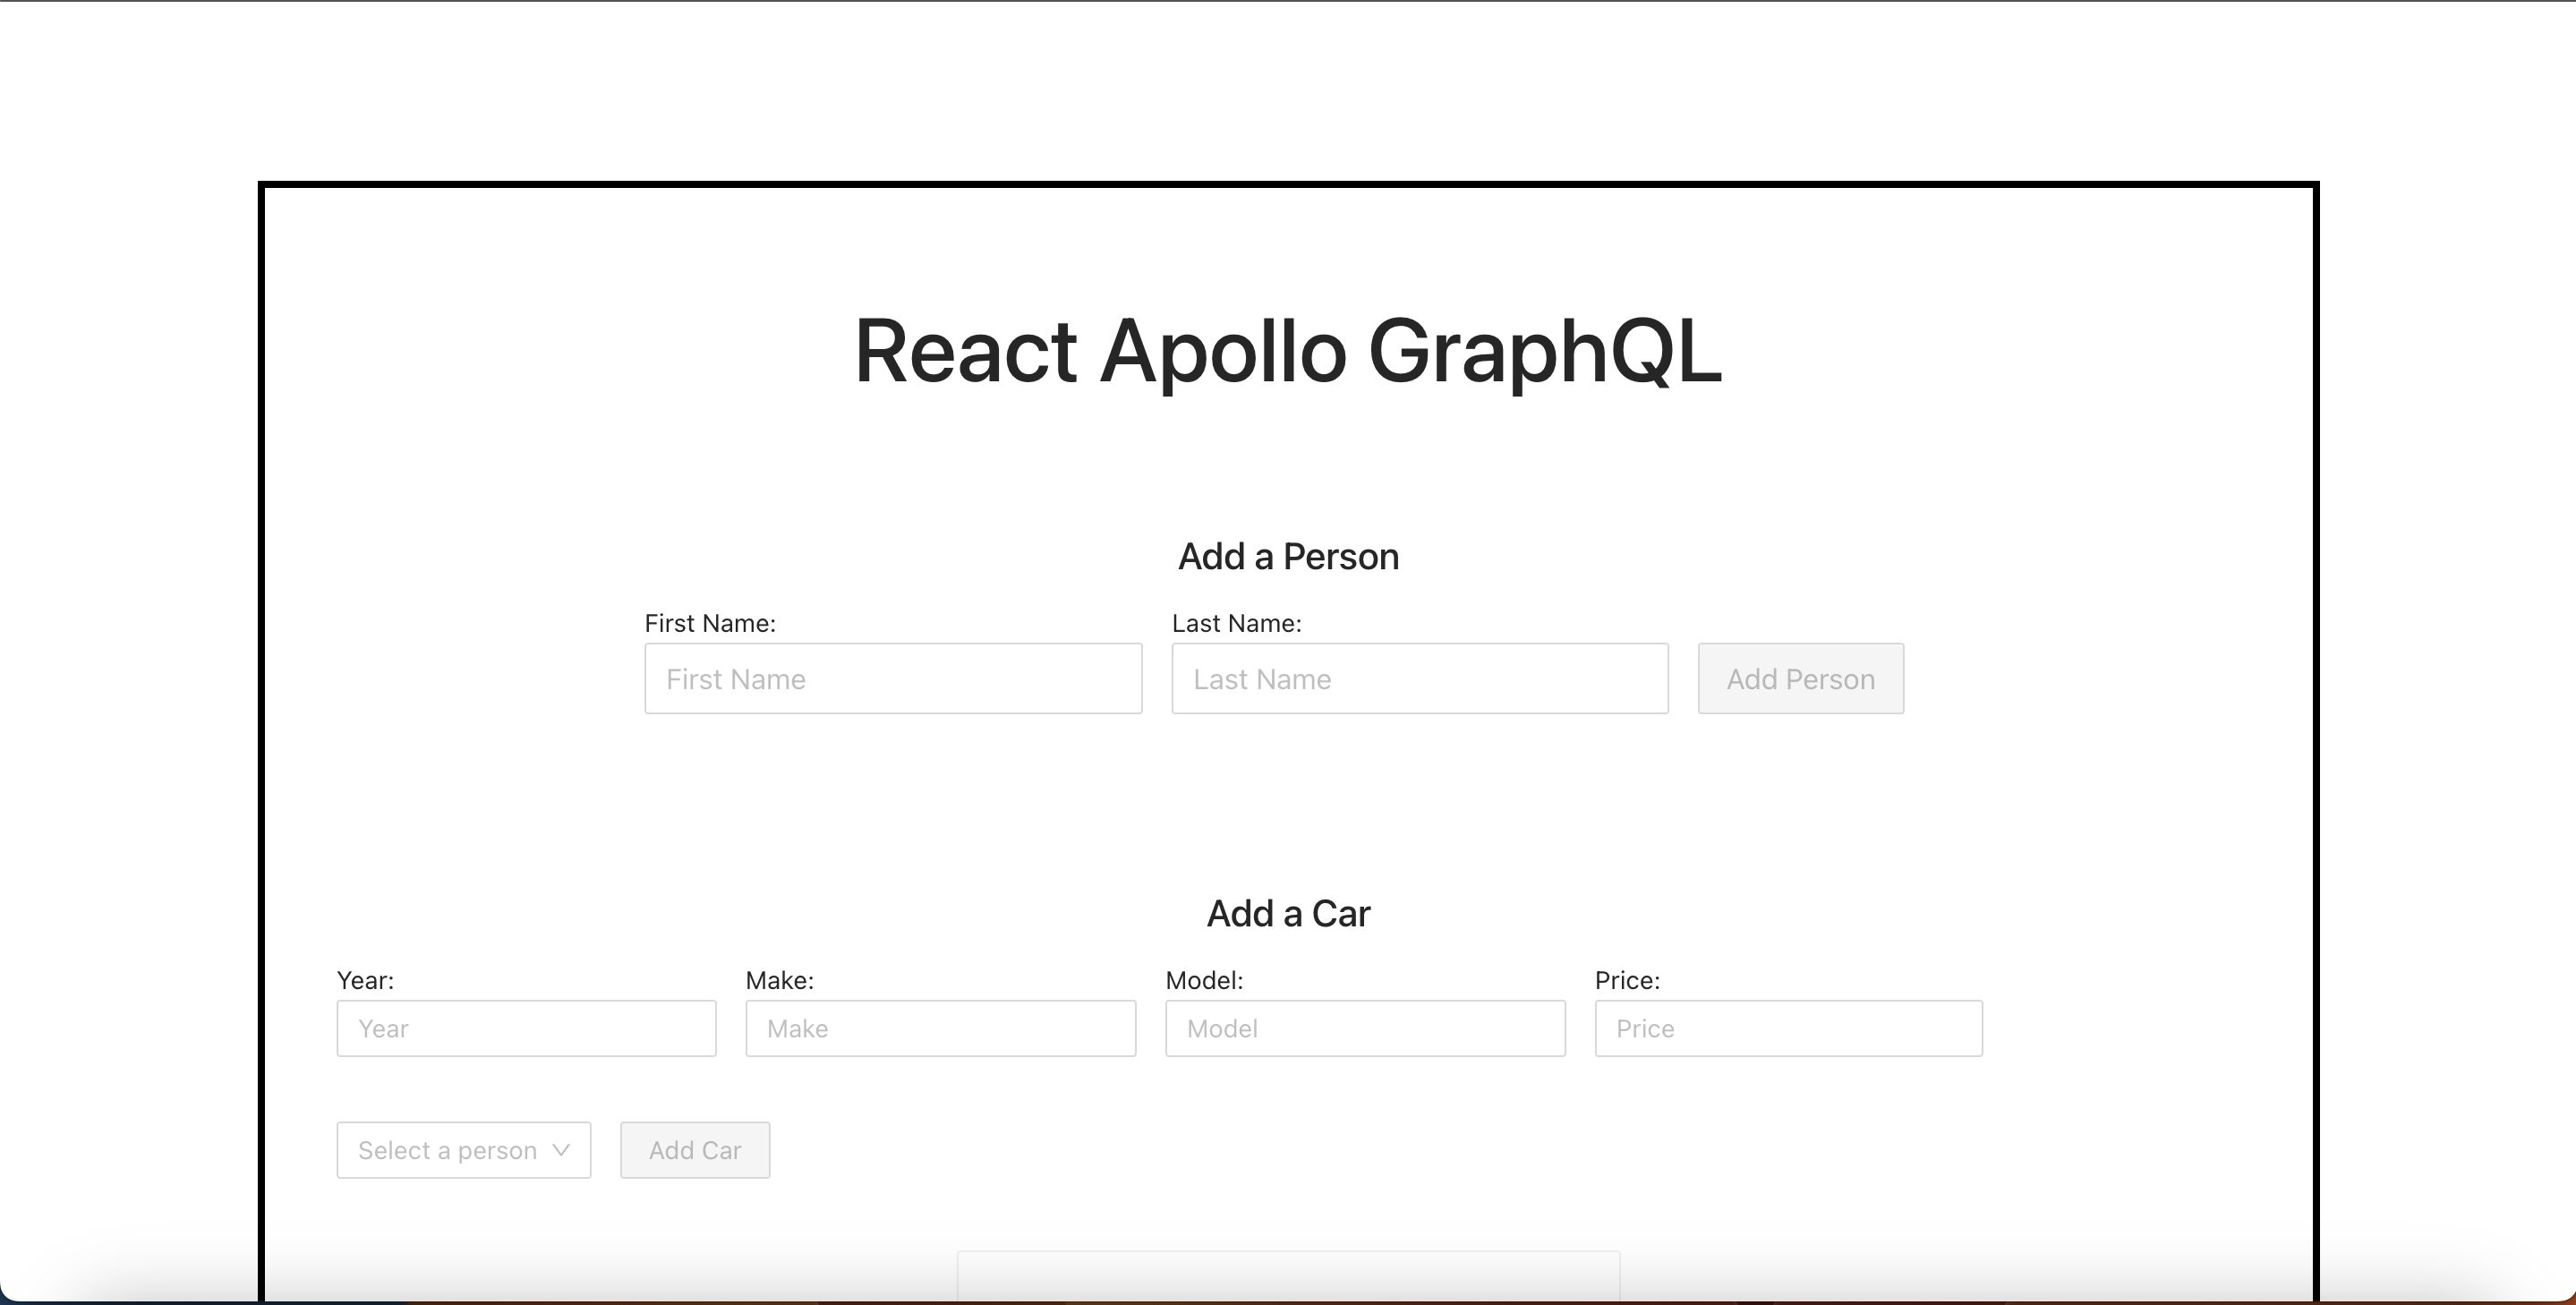 React Apollo GraphQL
Add a Person
First Name: Last Name:
First Name Last Name Add Person
Add a Car
Year: Make: Model: Price:
Year Make Model Price
Select a person Add Car